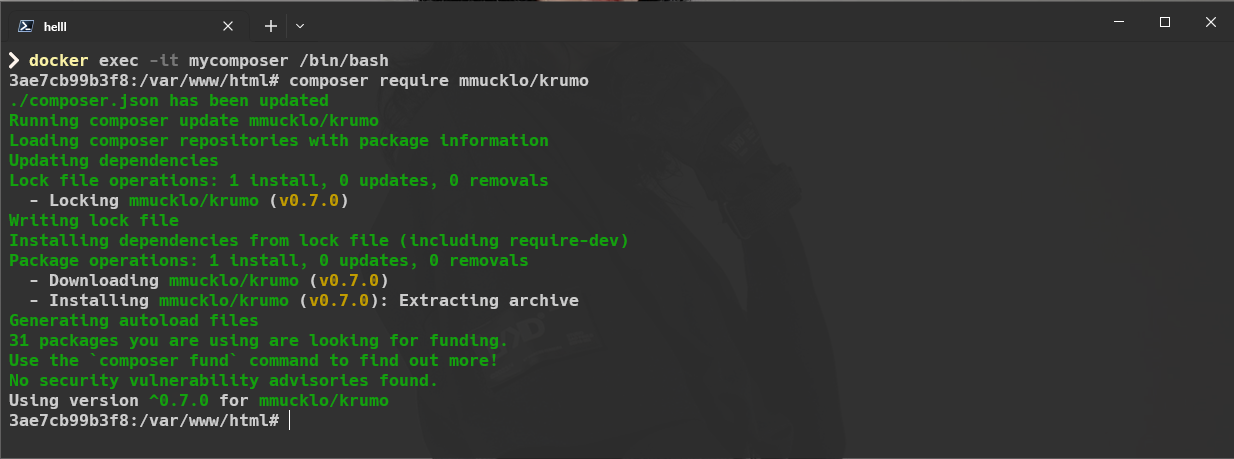 helll
❯ docker exec -it mycomposer /bin/bash
3ae7cb99b3f8:/var/www/html# composer require mmucklo/krumo
./composer.json has been updated
Running composer update mmucklo/krumo
Loading composer repositories with package information
Updating dependencies
Lock file operations: 1 install, 0 updates, 0 removals
  - Locking mmucklo/krumo (v0.7.0)
Writing lock file
Installing dependencies from lock file (including require-dev)
Package operations: 1 install, 0 updates, 0 removals
  - Downloading mmucklo/krumo (v0.7.0)
  - Installing mmucklo/krumo (v0.7.0): Extracting archive
Generating autoload files
31 packages you are using are looking for funding.
Use the `composer fund` command to find out more!
No security vulnerability advisories found.
Using version ^0.7.0 for mmucklo/krumo
3ae7cb99b3f8:/var/www/html#